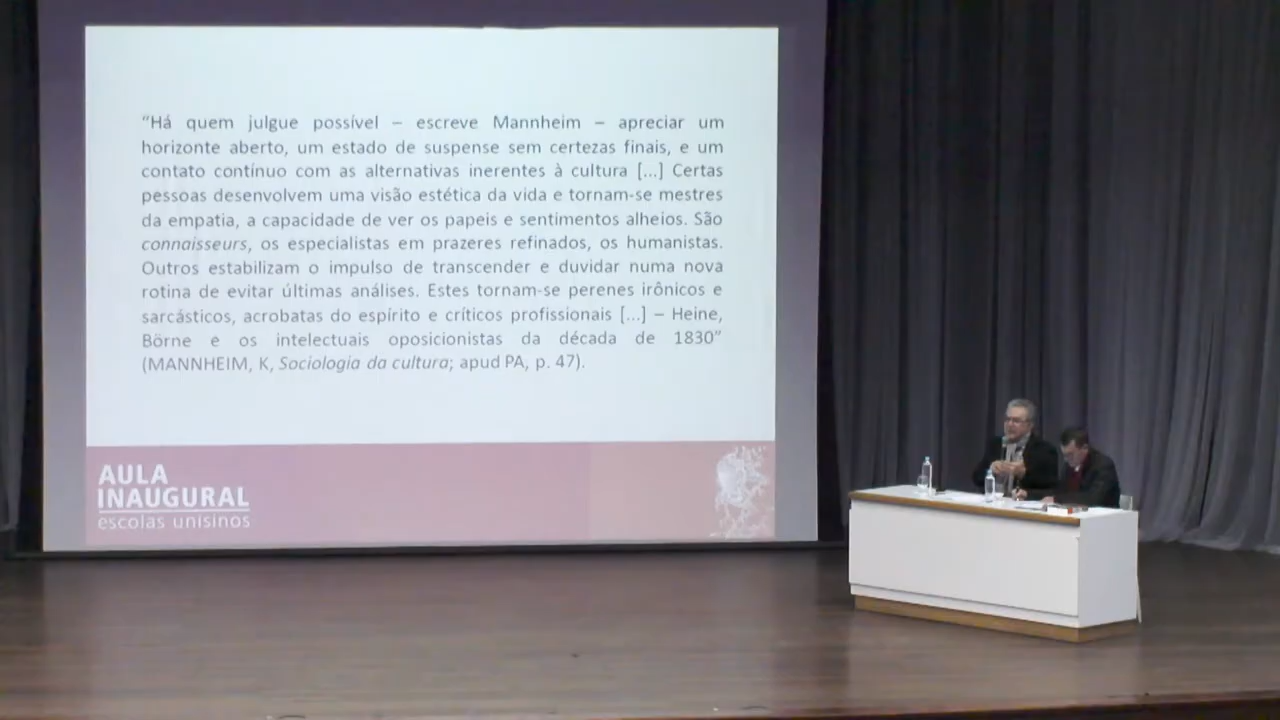 “Há quem julgue possível – escreve Mannheim – apreciar um
horizonte aberto, um estado de suspense sem certezas finais, e um
contato contínuo com as alternativas inerentes à cultura [...] Certas
pessoas desenvolvem uma visão estética da vida e tornam-se mestres
da empatia, a capacidade de ver os papeis e sentimentos alheios. São
connaisseurs, os especialistas em prazeres refinados, os humanistas.
Outros estabilizam o impulso de transcender e duvidar numa nova
rotina de evitar últimas análises. Estes tornam-se perenes irônicos e
sarcásticos, acrobatas do espírito e críticos profissionais [...] – Heine,
Börne e os intelectuais oposicionistas da década de 1830”
(MANNHEIM, K, Sociologia da cultura; apud PA, p. 47).
AULA
INAUGURAL
escolas unisinos